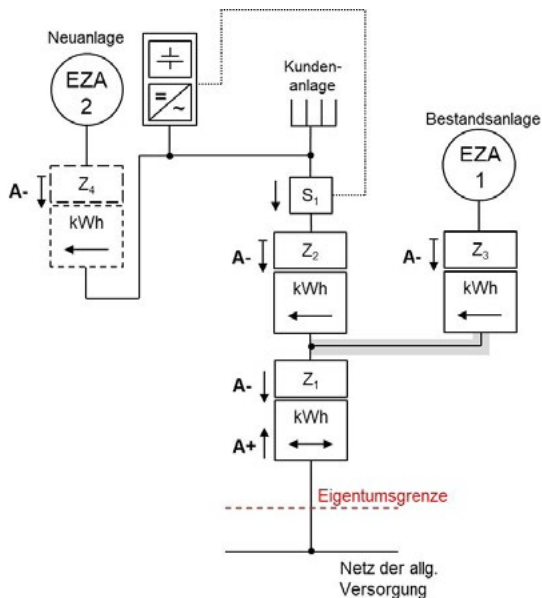 Neuanlage
EZA
2
=
~
Kunden-
anlage
Bestandsanlage
EZA
1
A-
Z₄
kWh
S₁
A-
Z₂
kWh
A-
Z₃
kWh
A-
Z₁
A+
kWh
Eigentumsgrenze
Netz der allg.
Versorgung